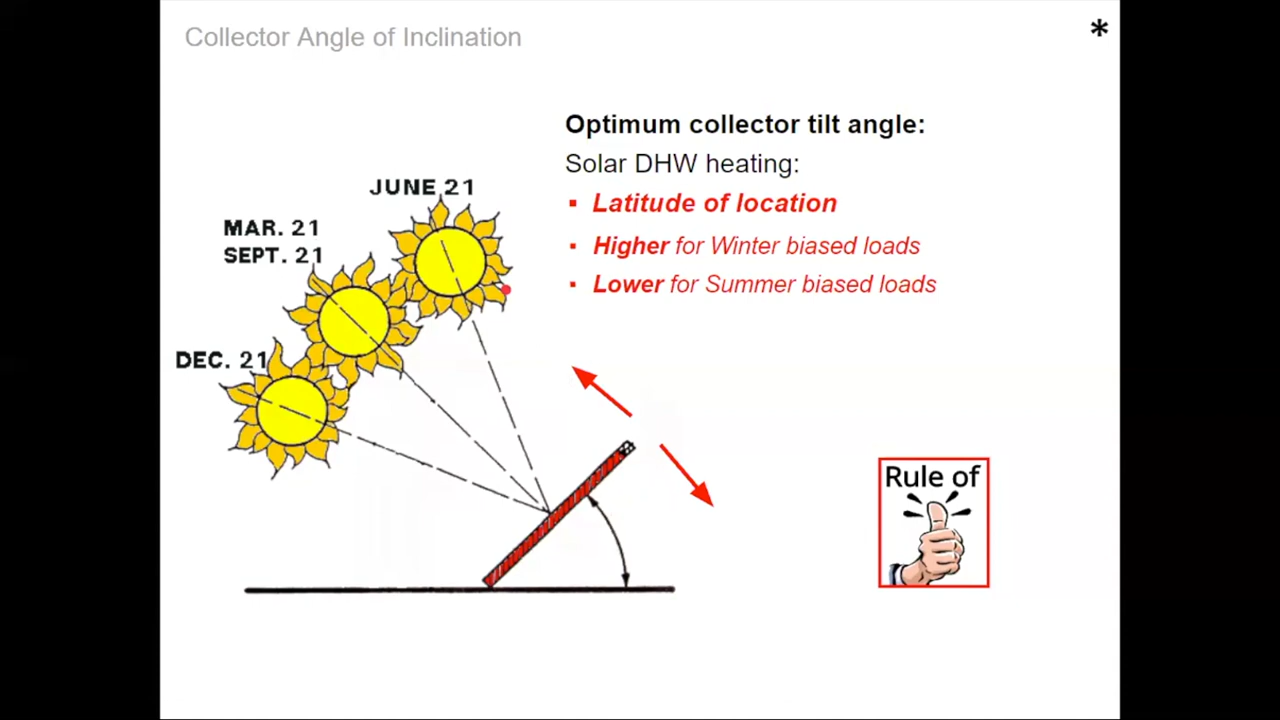 Collector Angle of Inclination
*
Optimum collector tilt angle:
Solar DHW heating:
▪ Latitude of location
▪ Higher for Winter biased loads
▪ Lower for Summer biased loads
JUNE 21
MAR. 21
SEPT. 21
DEC. 21
Rule of